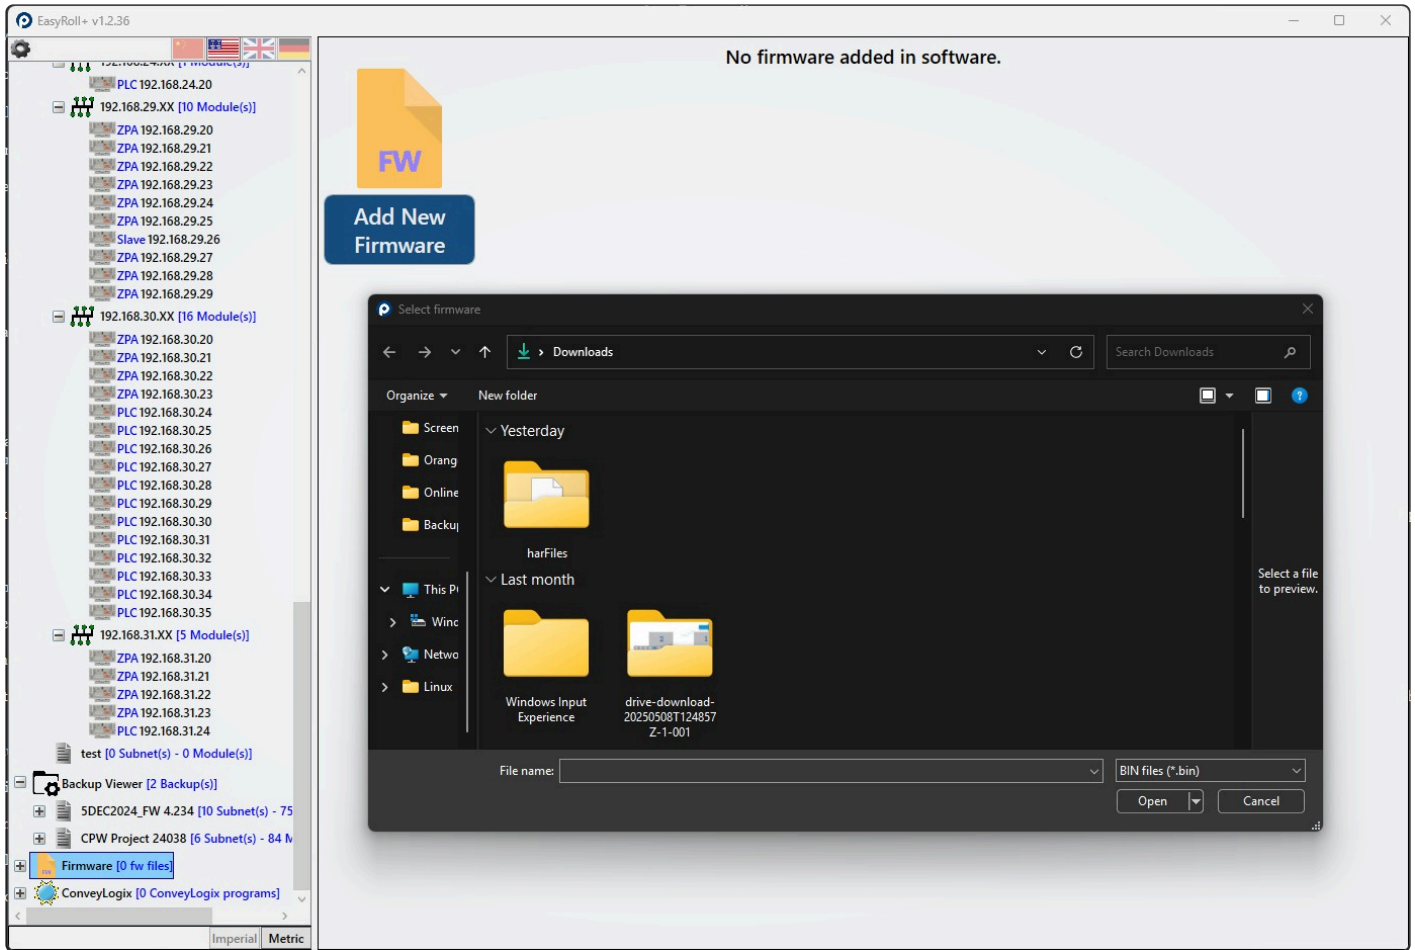 EasyRoll+ v1.2.36
PLC 192.168.24.20
192.168.29.XX [10 Module(s)]
ZPA 192.168.29.20
ZPA 192.168.29.21
ZPA 192.168.29.22
ZPA 192.168.29.23
ZPA 192.168.29.24
ZPA 192.168.29.25
Slave 192.168.29.26
ZPA 192.168.29.27
ZPA 192.168.29.28
ZPA 192.168.29.29
192.168.30.XX [16 Module(s)]
ZPA 192.168.30.20
ZPA 192.168.30.21
ZPA 192.168.30.22
ZPA 192.168.30.23
PLC 192.168.30.24
PLC 192.168.30.25
PLC 192.168.30.26
PLC 192.168.30.27
PLC 192.168.30.28
PLC 192.168.30.29
PLC 192.168.30.30
PLC 192.168.30.31
PLC 192.168.30.32
PLC 192.168.30.33
PLC 192.168.30.34
PLC 192.168.30.35
192.168.31.XX [5 Module(s)]
ZPA 192.168.31.20
ZPA 192.168.31.21
ZPA 192.168.31.22
ZPA 192.168.31.23
PLC 192.168.31.24
test [0 Subnet(s) - 0 Module(s)]
Backup Viewer [2 Backup(s)]
5DEC2024_FW 4.234 [10 Subnet(s) - 75
CPW Project 24038 [6 Subnet(s) - 84 M
Firmware [0 fw files]
ConveyLogix [0 ConveyLogix programs]
Imperial Metric
No firmware added in software.
FW
Add New
Firmware
Select firmware
Downloads
Search Downloads
Organize
New folder
Screen
Orang
Online
Backup
This P
Wind
Netwo
Linux
Yesterday
harFiles
Last month
Windows Input
Experience
drive-download-
20250508T124857
Z-1-001
Select a file
to preview.
File name:
BIN files (*.bin)
Open
Cancel